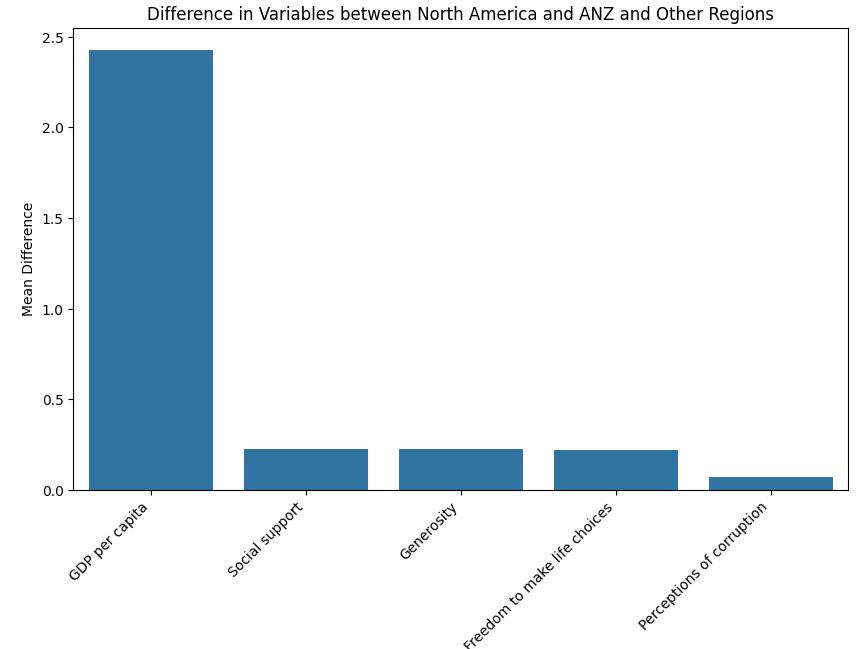 Difference in Variables between North America and ANZ and Other Regions
2.5
2.0
1.5
1.0
0.5
0.0
Mean Difference
GDP per capita
Social support
Generosity
Freedom to make life choices
Perceptions of corruption